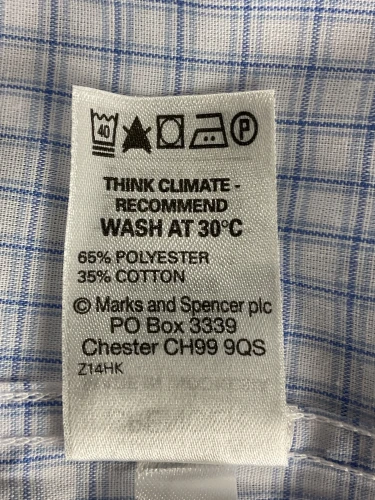 40
P
THINK CLIMATE -
RECOMMEND
WASH AT 30°C
65% POLYESTER
35% COTTON
© Marks and Spencer plc
PO Box 3339
Chester CH99 9QS
Z14HK